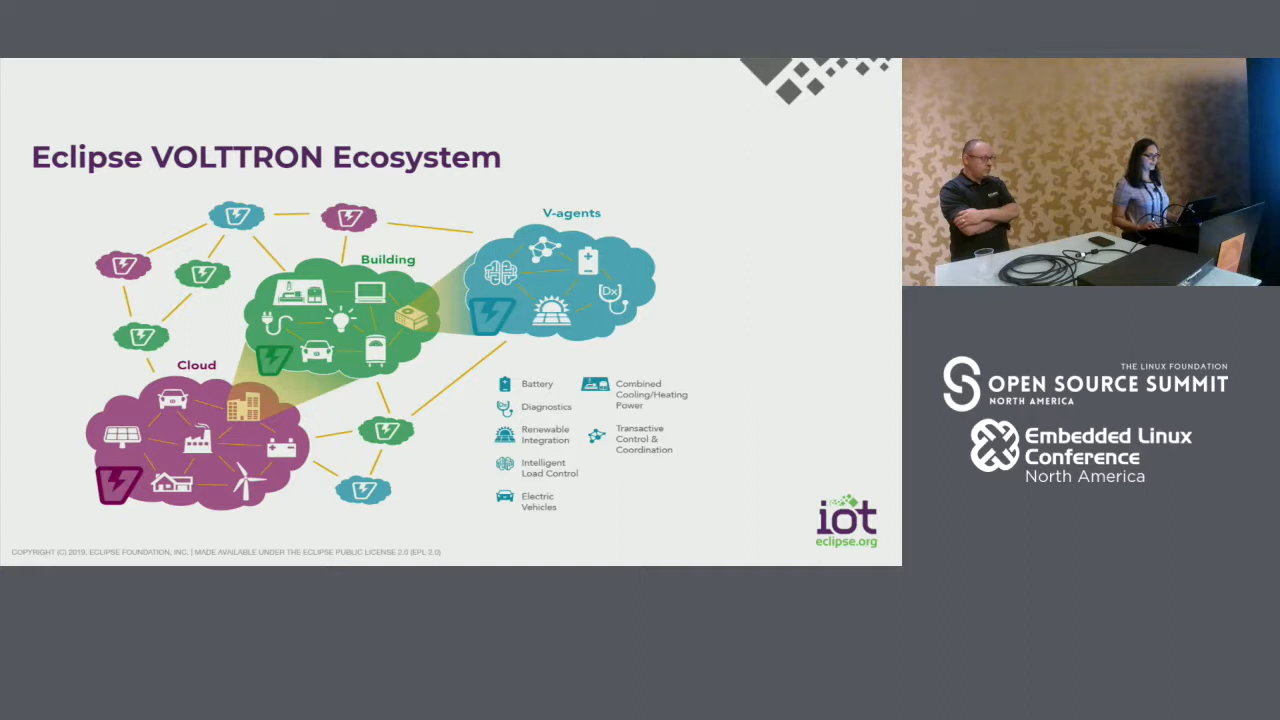 Eclipse VOLTTRON Ecosystem
V-agents
Building
Cloud
Battery
Diagnostics
Renewable
Integration
Intelligent
Load Control
Electric
Vehicles
Combined
Cooling/Heating
Power
Transactive
Control &
Coordination
Dx
iot
eclipse.org
COPYRIGHT (C) 2019, ECLIPSE FOUNDATION, INC. | MADE AVAILABLE UNDER THE ECLIPSE PUBLIC LICENSE 2.0 (EPL-2.0)
THE LINUX FOUNDATION
OPEN SOURCE SUMMIT
NORTH AMERICA
Embedded Linux
Conference
North America